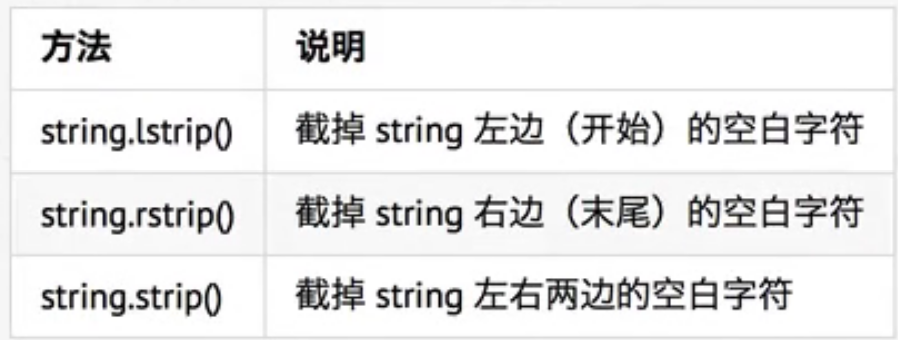 方法 说明
string.lstrip() 截掉 string 左边（开始）的空白字符
string.rstrip() 截掉 string 右边（末尾）的空白字符
string.strip() 截掉 string 左右两边的空白字符